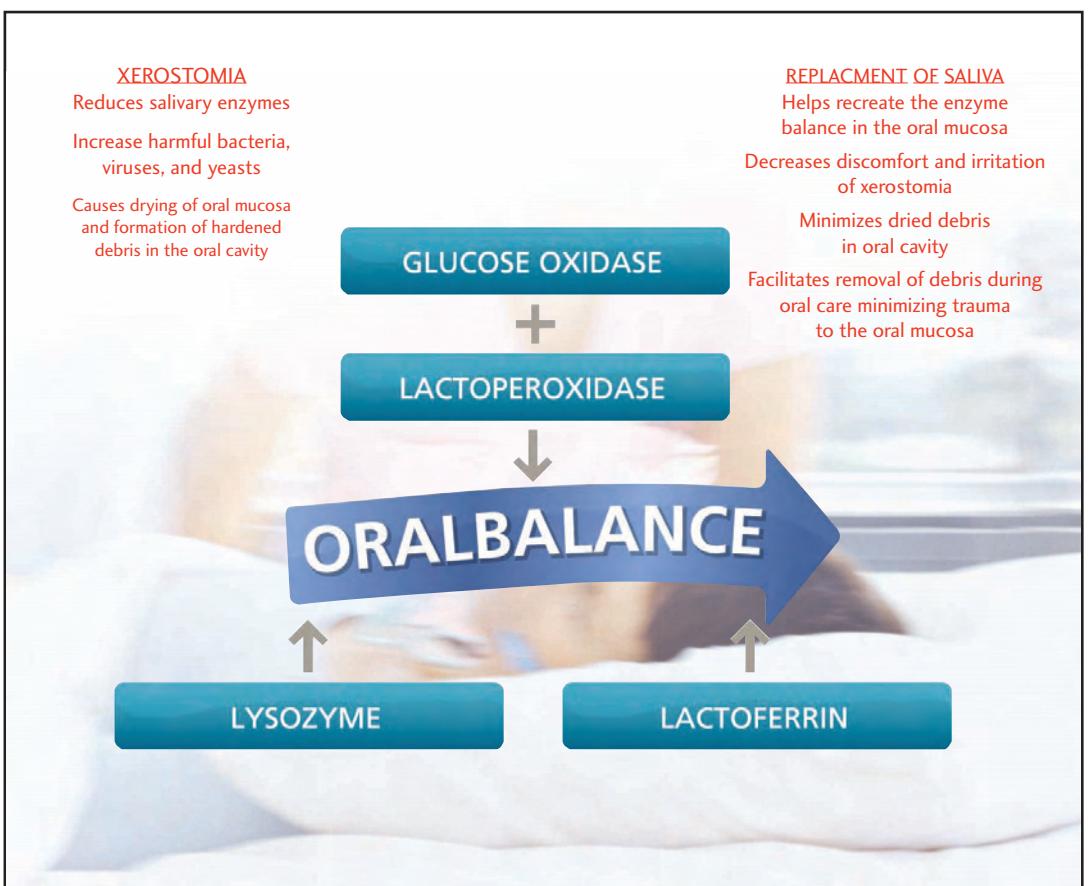 XEROSTOMIA
Reduces salivary enzymes
Increase harmful bacteria,
viruses, and yeasts
Causes drying of oral mucosa
and formation of hardened
debris in the oral cavity
REPLACMENT OF SALIVA
Helps recreate the enzyme
balance in the oral mucosa
Decreases discomfort and irritation
of xerostomia
Minimizes dried debris
in oral cavity
Facilitates removal of debris during
oral care minimizing trauma
to the oral mucosa
GLUCOSE OXIDASE
+
LACTOPEROXIDASE
ORALBALANCE
LYSOZYME
LACTOFERRIN